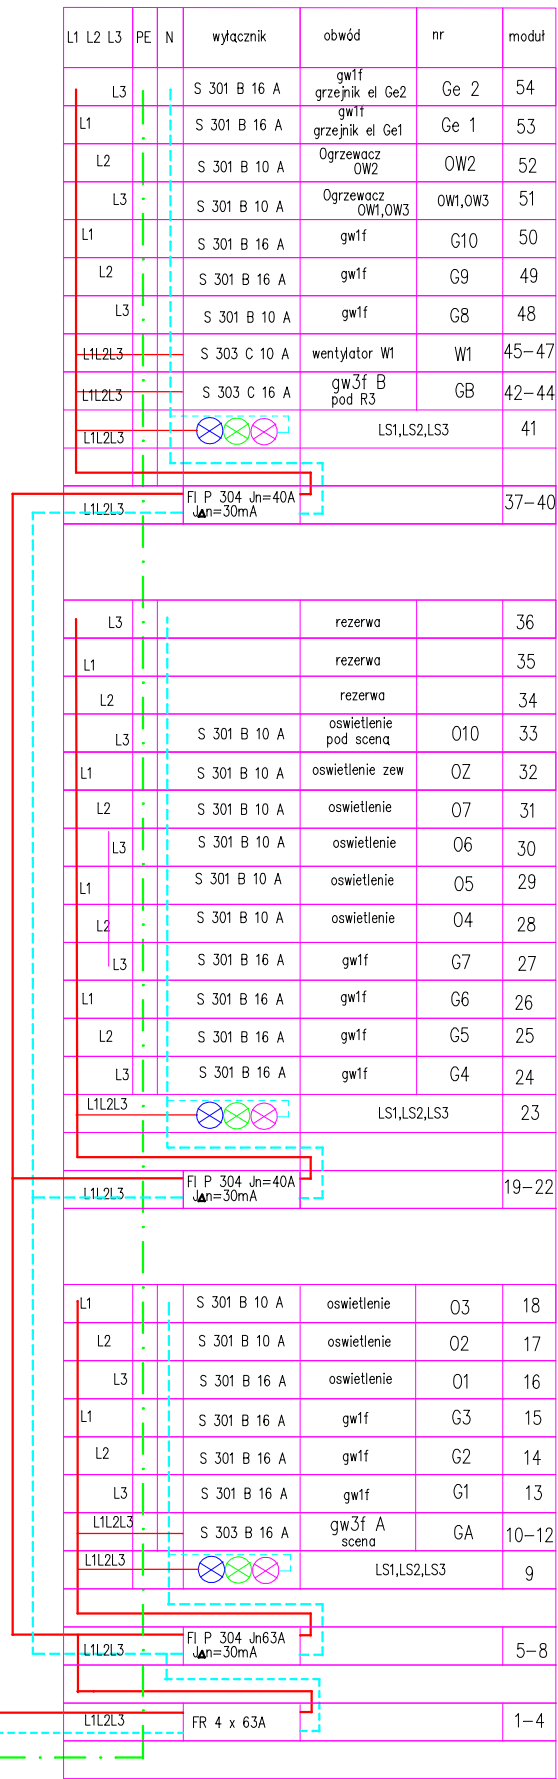 L1 L2 L3 PE N wyłącznik obwód nr moduł
L3 S 301 B 16 A gw1f grzejnik el Ge2 Ge 2 54
L1 S 301 B 16 A gw1f grzejnik el Ge1 Ge 1 53
L2 S 301 B 10 A Ogrzewacz OW2 OW2 52
L3 S 301 B 10 A Ogrzewacz OW1,OW3 OW1,OW3 51
L1 S 301 B 16 A gw1f G10 50
L2 S 301 B 16 A gw1f G9 49
L3 S 301 B 10 A gw1f G8 48
L1L2L3 S 303 C 10 A wentylator W1 W1 45-47
L1L2L3 S 303 C 16 A gw3f B pod R3 GB 42-44
L1L2L3 LS1,LS2,LS3 41
L1L2L3 FI P 304 Jn=40A JΔn=30mA 37-40
L3 rezerwa 36
L1 rezerwa 35
L2 rezerwa 34
L3 S 301 B 10 A oswietlenie pod sceną O10 33
L1 S 301 B 10 A oswietlenie zew OZ 32
L2 S 301 B 10 A oswietlenie O7 31
L3 S 301 B 10 A oswietlenie O6 30
L1 S 301 B 10 A oswietlenie O5 29
L2 S 301 B 10 A oswietlenie O4 28
L3 S 301 B 16 A gw1f G7 27
L1 S 301 B 16 A gw1f G6 26
L2 S 301 B 16 A gw1f G5 25
L3 S 301 B 16 A gw1f G4 24
L1L2L3 LS1,LS2,LS3 23
L1L2L3 FI P 304 Jn=40A JΔn=30mA 19-22
L1 S 301 B 10 A oswietlenie O3 18
L2 S 301 B 10 A oswietlenie O2 17
L3 S 301 B 16 A oswietlenie O1 16
L1 S 301 B 16 A gw1f G3 15
L2 S 301 B 16 A gw1f G2 14
L3 S 301 B 16 A gw1f G1 13
L1L2L3 S 303 B 16 A gw3f A scena GA 10-12
L1L2L3 LS1,LS2,LS3 9
L1L2L3 FI P 304 Jn63A JΔn=30mA 5-8
L1L2L3 FR 4 x 63A 1-4